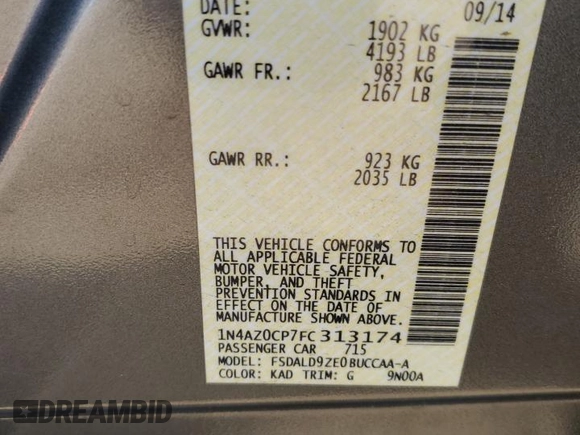 DATE: 09/14
GVWR: 1902 KG
4193 LB
GAWR FR.: 983 KG
2167 LB
GAWR RR.: 923 KG
2035 LB
THIS VEHICLE CONFORMS TO
ALL APPLICABLE FEDERAL
MOTOR VEHICLE SAFETY,
BUMPER, AND THEFT
PREVENTION STANDARDS IN
EFFECT ON THE DATE OF
MANUFACTURE SHOWN ABOVE.
1N4AZ0CP7FC313174
PASSENGER CAR 715
MODEL: FSDALD9ZE0BUCCAA-A
COLOR: KAD TRIM: G 9N00A
DREAMBID